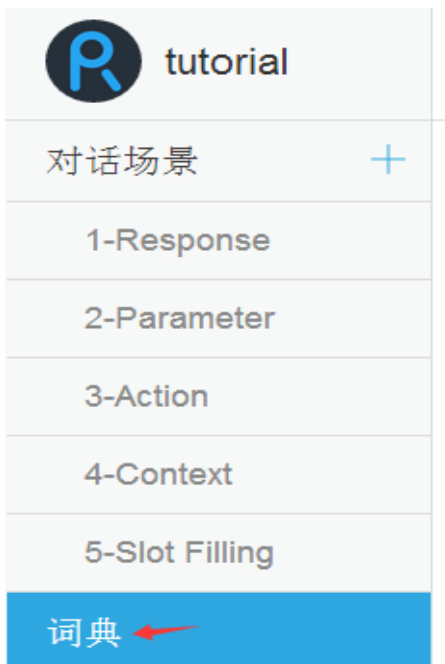 tutorial
对话场景
1-Response
2-Parameter
3-Action
4-Context
5-Slot Filling
词典